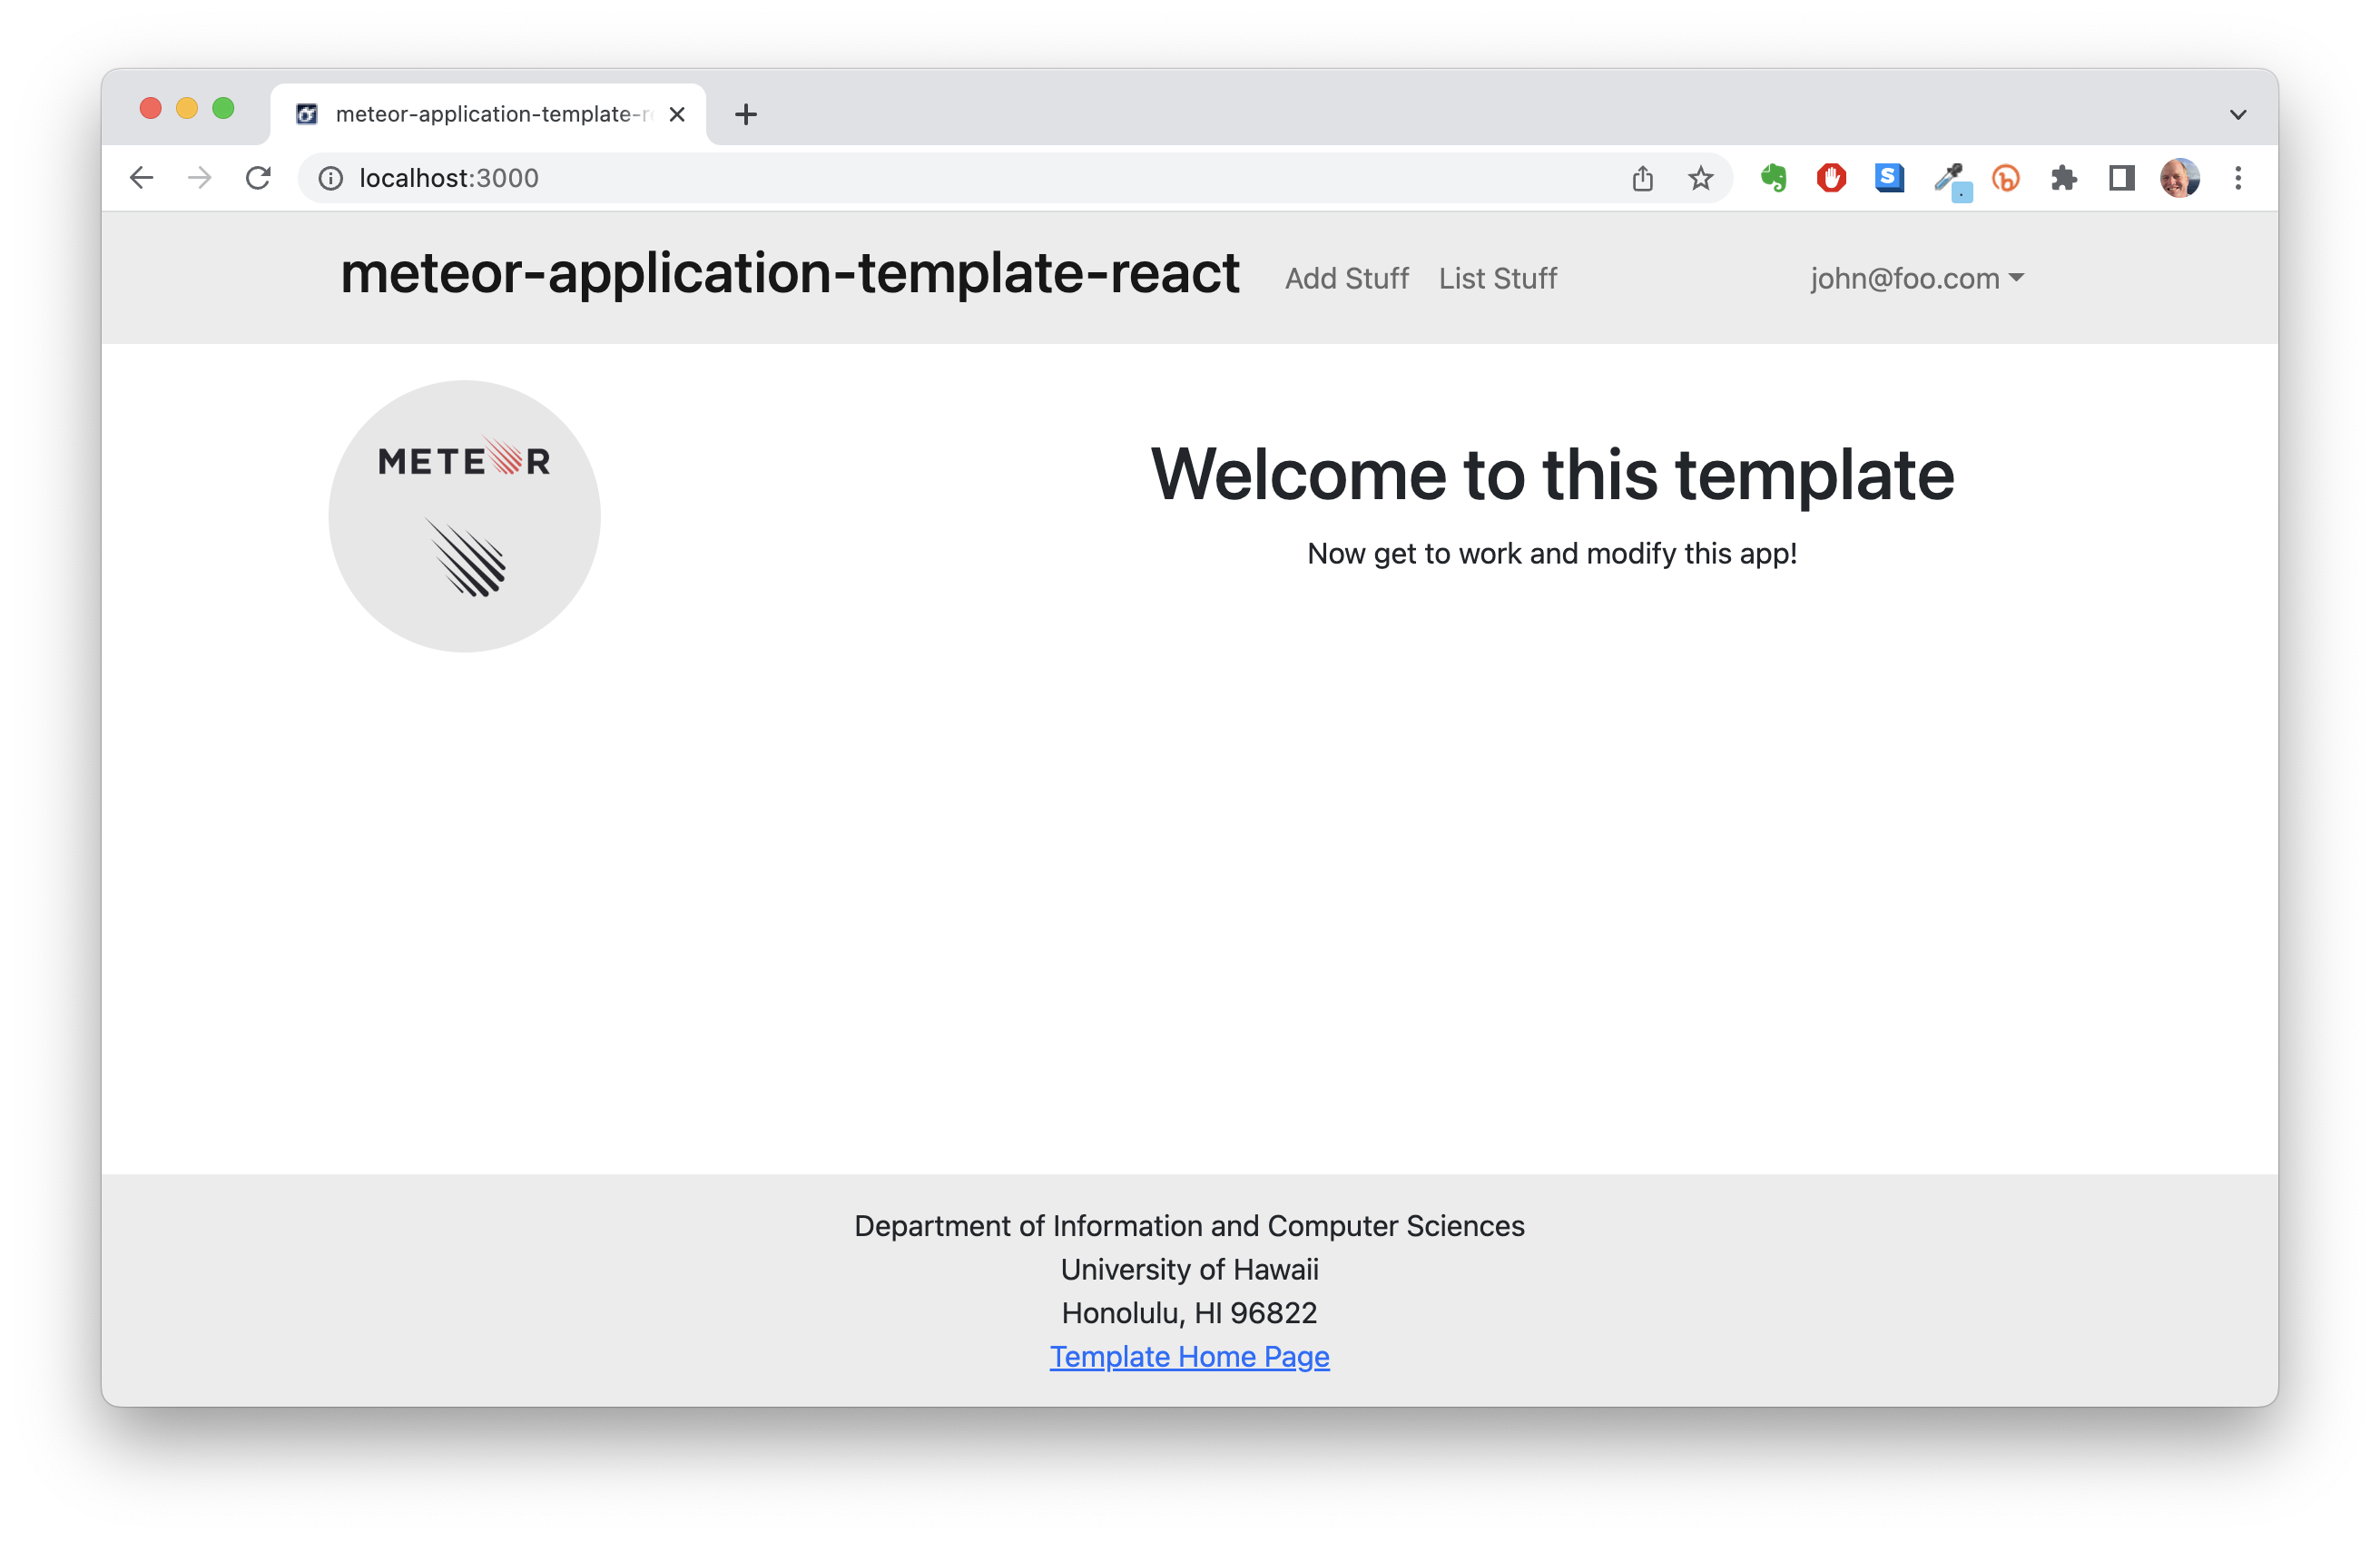 meteor-application-template-r
localhost:3000
meteor-application-template-react Add Stuff List Stuff john@foo.com
METEOR
Welcome to this template
Now get to work and modify this app!
Department of Information and Computer Sciences
University of Hawaii
Honolulu, HI 96822
Template Home Page